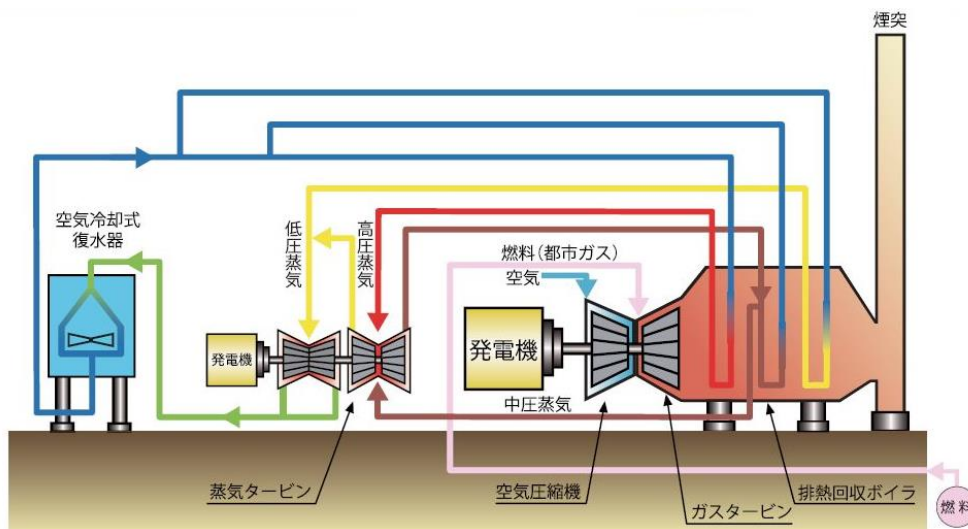 煙突
空気冷却式
復水器
低圧蒸気
高圧蒸気
燃料(都市ガス)
空気
発電機
発電機
中圧蒸気
蒸気タービン
空気圧縮機
ガスタービン
排熱回収ボイラ
燃料